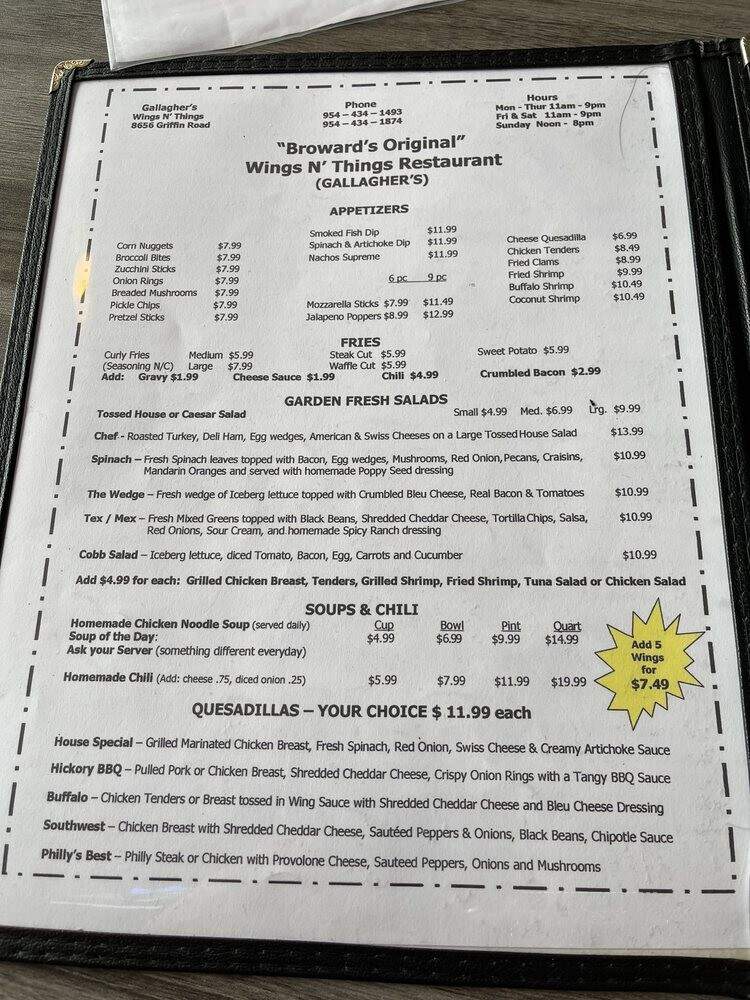 Gallagher's
Wings N' Things
8656 Griffin Road
Phone
954 – 434 – 1493
954 – 434 – 1874
Hours
Mon - Thur 11am - 9pm
Fri & Sat 11am - 9pm
Sunday Noon - 8pm
"Broward's Original"
Wings N' Things Restaurant
(GALLAGHER'S)
APPETIZERS
Corn Nuggets $7.99
Broccoli Bites $7.99
Zucchini Sticks $7.99
Onion Rings $7.99
Breaded Mushrooms $7.99
Pickle Chips $7.99
Pretzel Sticks $7.99
Smoked Fish Dip $11.99
Spinach & Artichoke Dip $11.99
Nachos Supreme $11.99
6 pc 9 pc
Mozzarella Sticks $7.99 $11.49
Jalapeno Poppers $8.99 $12.99
Cheese Quesadilla $6.99
Chicken Tenders $8.49
Fried Clams $8.99
Fried Shrimp $9.99
Buffalo Shrimp $10.49
Coconut Shrimp $10.49
FRIES
Curly Fries Medium $5.99 Steak Cut $5.99 Sweet Potato $5.99
(Seasoning N/C) Large $7.99 Waffle Cut $5.99
Add: Gravy $1.99 Cheese Sauce $1.99 Chili $4.99 Crumbled Bacon $2.99
GARDEN FRESH SALADS
Tossed House or Caesar Salad Small $4.99 Med. $6.99 Lrg. $9.99
Chef - Roasted Turkey, Deli Ham, Egg wedges, American & Swiss Cheeses on a Large Tossed House Salad $13.99
Spinach – Fresh Spinach leaves topped with Bacon, Egg wedges, Mushrooms, Red Onion, Pecans, Craisins, $10.99
Mandarin Oranges and served with homemade Poppy Seed dressing
The Wedge – Fresh wedge of Iceberg lettuce topped with Crumbled Bleu Cheese, Real Bacon & Tomatoes $10.99
Tex / Mex – Fresh Mixed Greens topped with Black Beans, Shredded Cheddar Cheese, Tortilla Chips, Salsa, $10.99
Red Onions, Sour Cream, and homemade Spicy Ranch dressing
Cobb Salad – Iceberg lettuce, diced Tomato, Bacon, Egg, Carrots and Cucumber $10.99
Add $4.99 for each: Grilled Chicken Breast, Tenders, Grilled Shrimp, Fried Shrimp, Tuna Salad or Chicken Salad
SOUPS & CHILI
Homemade Chicken Noodle Soup (served daily) Cup Bowl Pint Quart
Soup of the Day: $4.99 $6.99 $9.99 $14.99
Ask your Server (something different everyday)
Homemade Chili (Add: cheese .75, diced onion .25) $5.99 $7.99 $11.99 $19.99
Add 5
Wings
for
$7.49
QUESADILLAS – YOUR CHOICE $ 11.99 each
House Special – Grilled Marinated Chicken Breast, Fresh Spinach, Red Onion, Swiss Cheese & Creamy Artichoke Sauce
Hickory BBQ – Pulled Pork or Chicken Breast, Shredded Cheddar Cheese, Crispy Onion Rings with a Tangy BBQ Sauce
Buffalo – Chicken Tenders or Breast tossed in Wing Sauce with Shredded Cheddar Cheese and Bleu Cheese Dressing
Southwest – Chicken Breast with Shredded Cheddar Cheese, Sautéed Peppers & Onions, Black Beans, Chipotle Sauce
Philly's Best – Philly Steak or Chicken with Provolone Cheese, Sauteed Peppers, Onions and Mushrooms